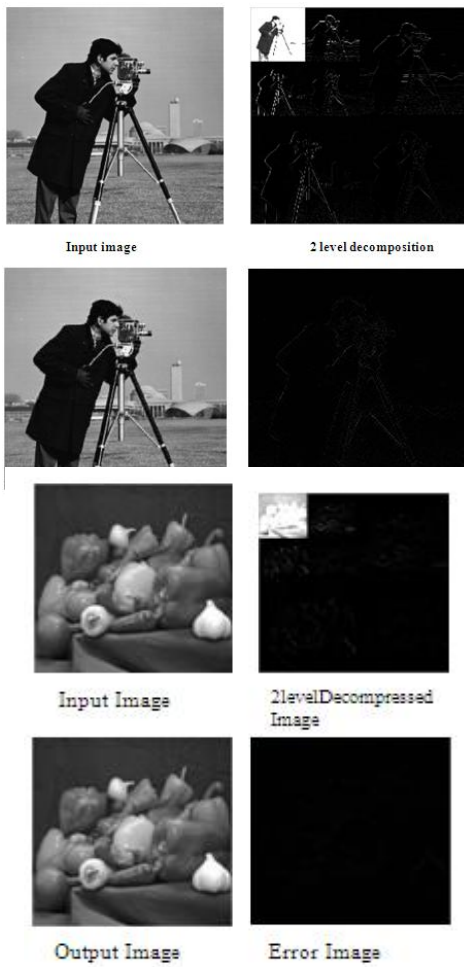 Input image
2 level decomposition
Input Image
2levelDecompressed
Image
Output Image
Error Image